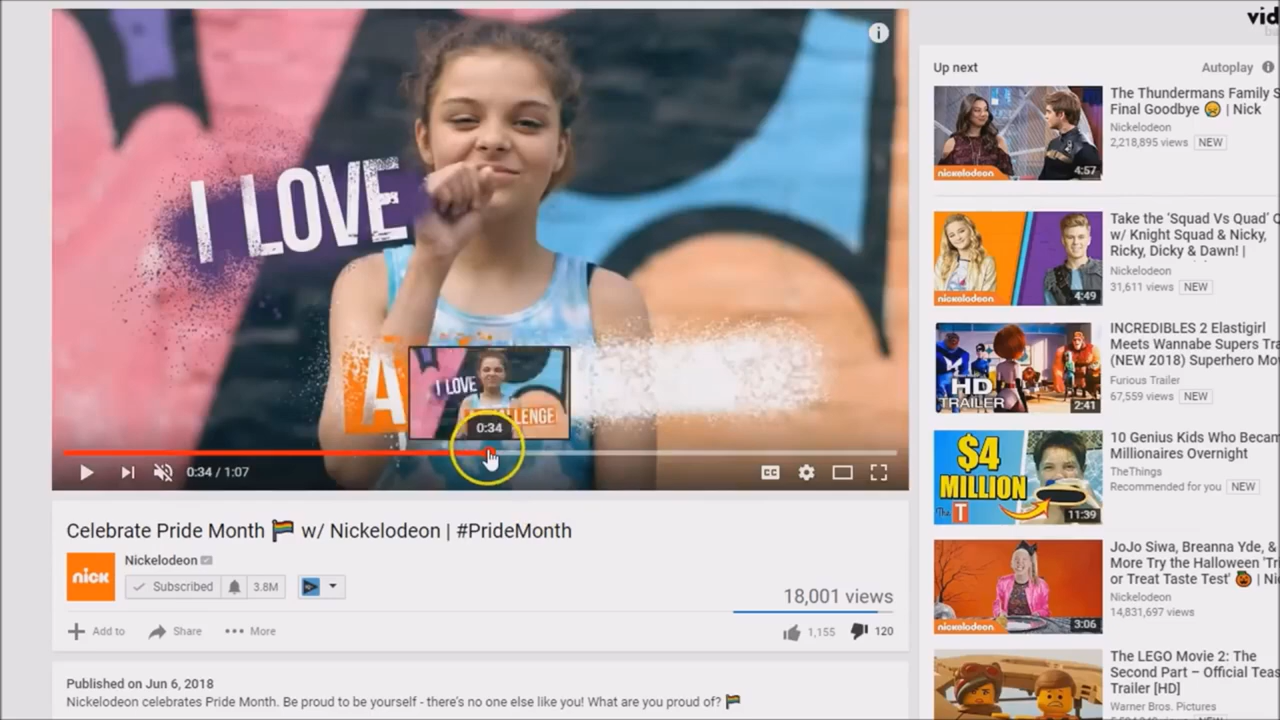 I LOVE
A
I LOVE
0:34
0:34 / 1:07
CC
Celebrate Pride Month w/ Nickelodeon | #PrideMonth
nick
Nickelodeon
Subscribed
3.8M
18,001 views
Add to
Share
More
1,155
120
Published on Jun 6, 2018
Nickelodeon celebrates Pride Month. Be proud to be yourself - there's no one else like you! What are you proud of?
vid
Up next
Autoplay
The Thundermans Family S
Final Goodbye | Nick
Nickelodeon
2,218,895 views NEW
nickelodeon
4:57
Take the 'Squad Vs Quad' C
w/ Knight Squad & Nicky,
Ricky, Dicky & Dawn! |
Nickelodeon
31,611 views NEW
nickelodeon
4:49
INCREDIBLES 2 Elastigirl
Meets Wannabe Supers Tra
(NEW 2018) Superhero Mo
Furious Trailer
67,559 views NEW
HD
TRAILER
2:41
10 Genius Kids Who Becam
Millionaires Overnight
TheThings
Recommended for you NEW
$4
MILLION
The T
11:39
JoJo Siwa, Breanna Yde, &
More Try the Halloween 'Tr
or Treat Taste Test' | Ni
Nickelodeon
14,831,697 views
nickelodeon
3:06
The LEGO Movie 2: The
Second Part – Official Teas
Trailer [HD]
Warner Bros. Pictures